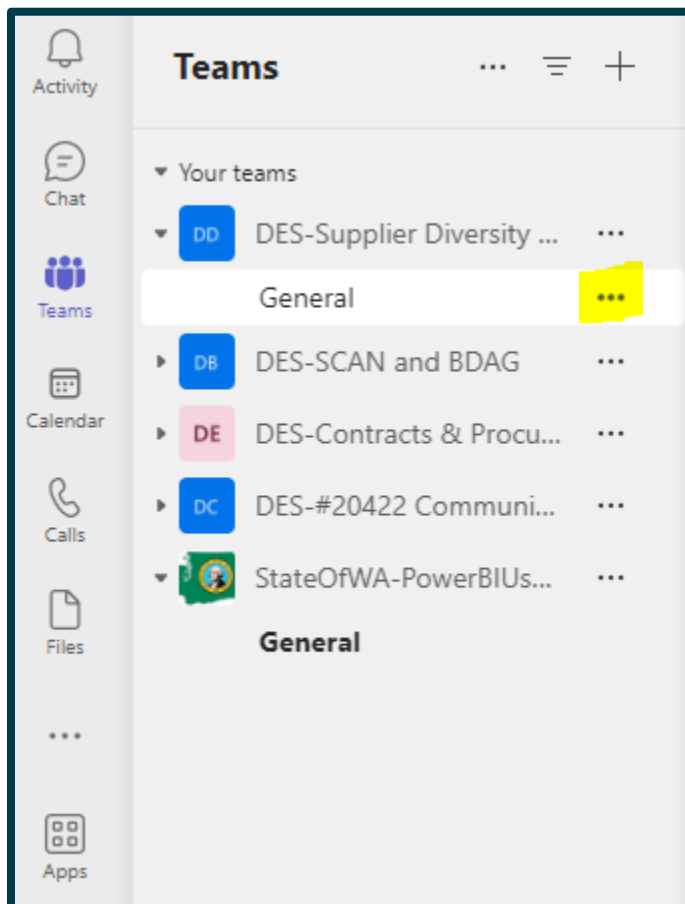 Activity
Chat
Teams
Calendar
Calls
Files
Apps
Teams
Your teams
DD DES-Supplier Diversity ...
General
DB DES-SCAN and BDAG
DE DES-Contracts & Procu...
DC DES-#20422 Communi...
StateOfWA-PowerBIUs...
General